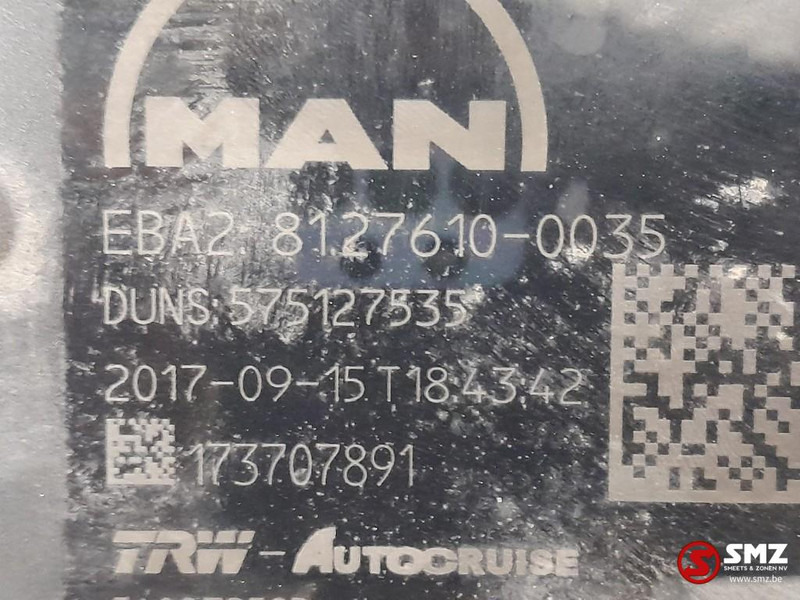 MAN
EBA2 81.27610-0035
DUNS: 575127535
2017-09-15 T18:43:42
173707891
TRW - AUTOCRUISE
SMZ
SMEETS & ZONEN NV
www.smz.be